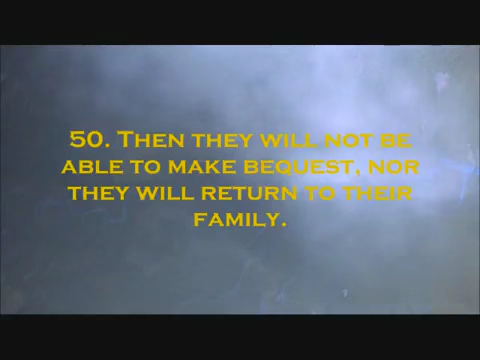 50. Then they will not be
able to make bequest, nor
they will return to their
family.